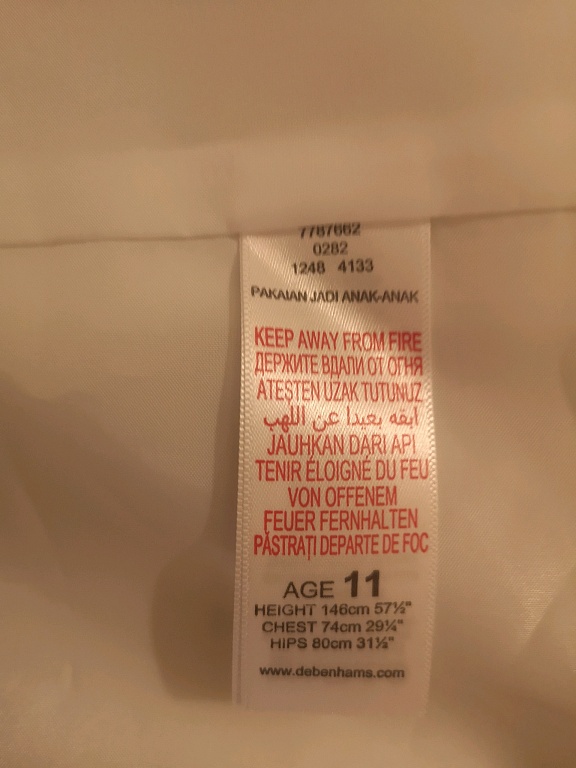 7787662
0282
1248 4133
PAKAIAN JADI ANAK-ANAK
KEEP AWAY FROM FIRE
ДЕРЖИТЕ ВДАЛИ ОТ ОГНЯ
ATEŞTEN UZAK TUTUNUZ
ابقه بعيدا عن اللهب
JAUHKAN DARI API
TENIR ÉLOIGNÉ DU FEU
VON OFFENEM
FEUER FERNHALTEN
PĂSTRAȚI DEPARTE DE FOC
AGE 11
HEIGHT 146cm 57½"
CHEST 74cm 29¼"
HIPS 80cm 31½"
www.debenhams.com